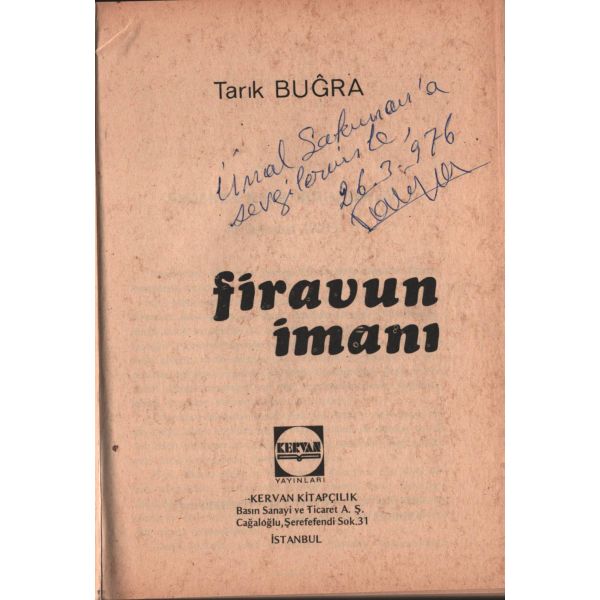 Tarık BUĞRA
Ünal Sakman'a
sevgilerimle,
26.3.976
firavun
imanı
KERVAN
YAYINLARI
KERVAN KİTAPÇILIK
Basın Sanayi ve Ticaret A. Ş.
Cağaloğlu,Şerefefendi Sok.31
İSTANBUL